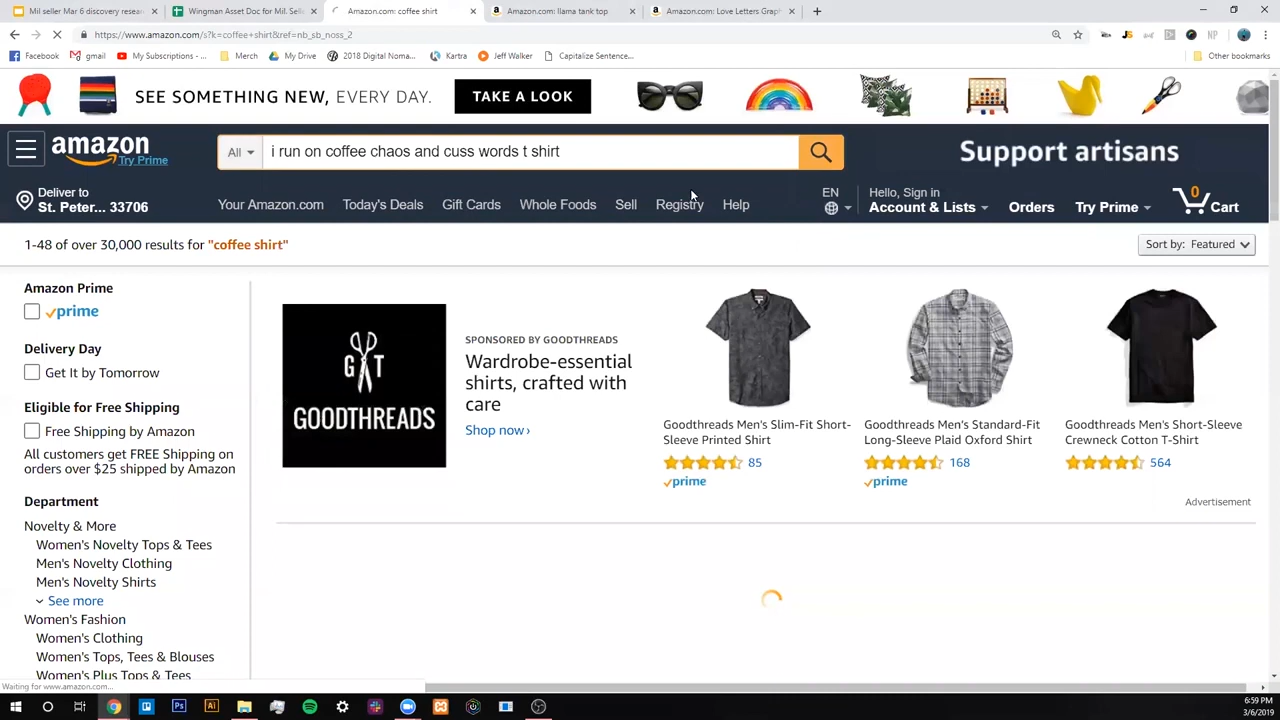 Mil seller Mar 6 discovery resea
Wingman Asset Doc for Mil. Selle
Amazon.com: coffee shirt
Amazon.com: llama tank top
Amazon.com: Love Letters Graph
https://www.amazon.com/s?k=coffee+shirt&ref=nb_sb_noss_2
JS
NP
Facebook
gmail
My Subscriptions -...
Merch
My Drive
2018 Digital Noma...
Kartra
Jeff Walker
Capitalize Sentence...
Other bookmarks
SEE SOMETHING NEW, EVERY DAY.
TAKE A LOOK
amazon
Try Prime
All
i run on coffee chaos and cuss words t shirt
Support artisans
Deliver to
St. Peter... 33706
Your Amazon.com
Today's Deals
Gift Cards
Whole Foods
Sell
Registry
Help
EN
Hello, Sign in
Account & Lists
Orders
Try Prime
0
Cart
1-48 of over 30,000 results for "coffee shirt"
Sort by: Featured
Amazon Prime
prime
Delivery Day
Get It by Tomorrow
Eligible for Free Shipping
Free Shipping by Amazon
All customers get FREE Shipping on
orders over $25 shipped by Amazon
Department
Novelty & More
Women's Novelty Tops & Tees
Men's Novelty Clothing
Men's Novelty Shirts
See more
Women's Fashion
Women's Clothing
Women's Tops, Tees & Blouses
Women's Plus Tops & Tees
G T
GOODTHREADS
SPONSORED BY GOODTHREADS
Wardrobe-essential
shirts, crafted with
care
Shop now ›
Goodthreads Men's Slim-Fit Short-
Sleeve Printed Shirt
85
prime
Goodthreads Men's Standard-Fit
Long-Sleeve Plaid Oxford Shirt
168
prime
Goodthreads Men's Short-Sleeve
Crewneck Cotton T-Shirt
564
Advertisement
Waiting for www.amazon.com...
Ps
Ai
6:59 PM
3/6/2019